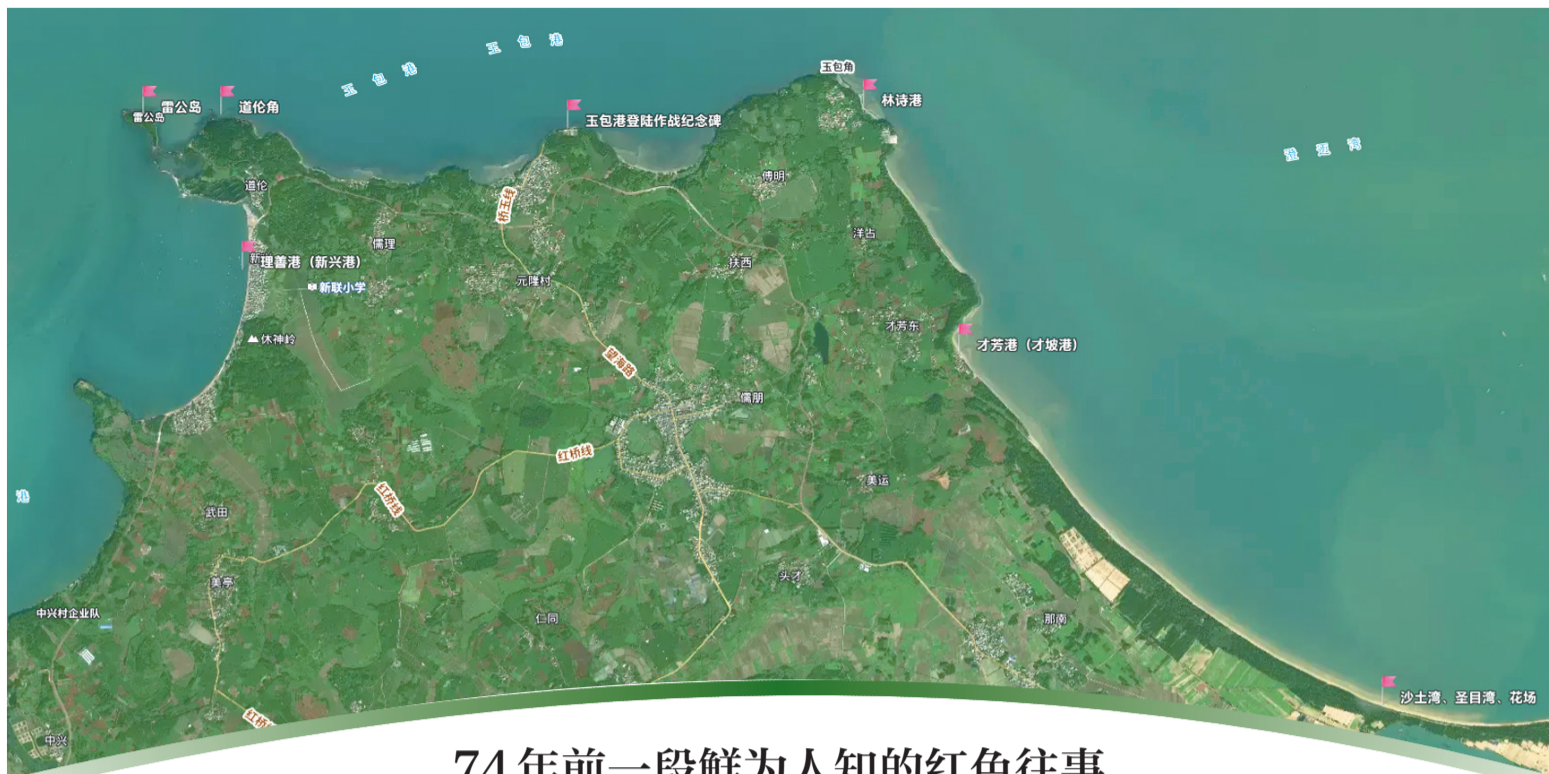 玉包港
玉包港
玉包角
雷公岛
道伦角
林诗港
雷公岛
玉包港登陆作战纪念碑
澄迈湾
傅明
道伦
桥玉线
儒理
洋古
新
理善港（新兴港）
扶西
元隆村
新联小学
才芳东
休神岭
才芳港（才坡港）
望海路
儒朋
红桥线
美运
港
红桥线
武田
头才
美亭
中兴村企业队
仁同
那南
沙土湾、圣目湾、花场
红桥
中兴
74年前一段鲜为人知的红色往事